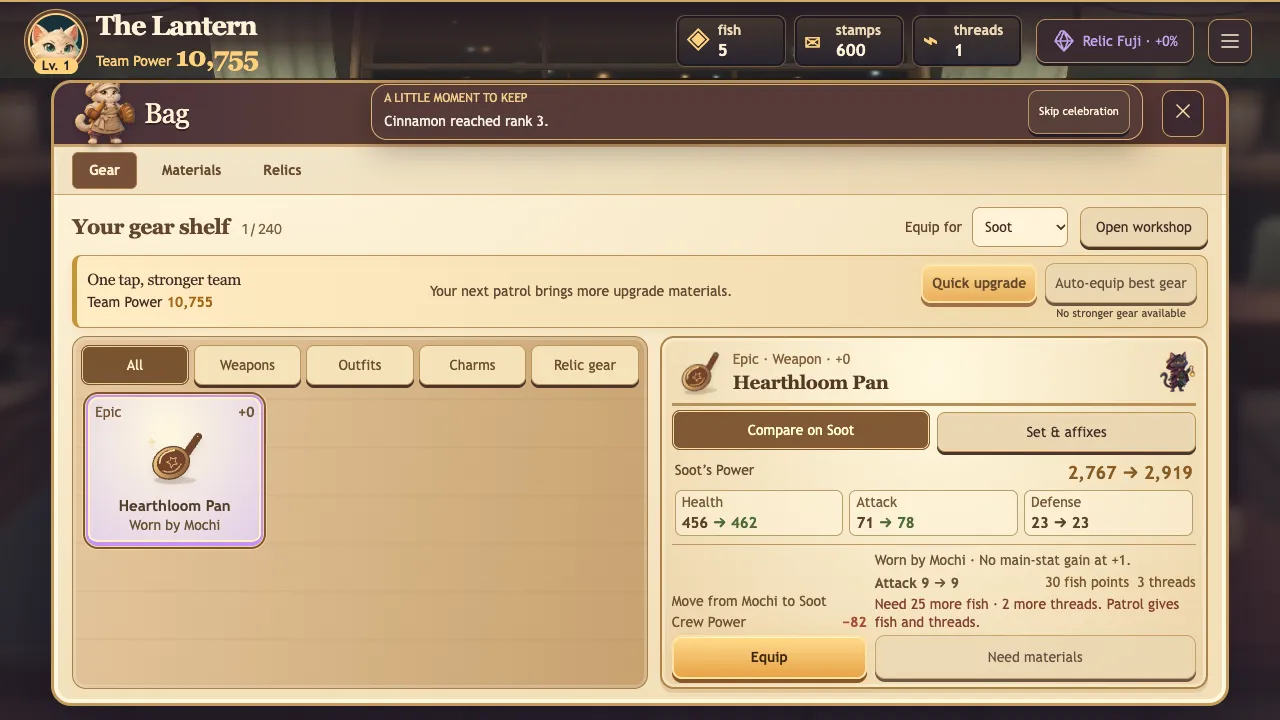 The Lantern
Lv. 1
Team Power 10,755
fish
5
stamps
600
threads
1
Relic Fuji · +0%
Bag
A LITTLE MOMENT TO KEEP
Cinnamon reached rank 3.
Skip celebration
Gear
Materials
Relics
Your gear shelf 1 / 240
Equip for
Soot
Open workshop
One tap, stronger team
Team Power 10,755
Your next patrol brings more upgrade materials.
Quick upgrade
Auto-equip best gear
No stronger gear available
All
Weapons
Outfits
Charms
Relic gear
Epic
+0
Hearthloom Pan
Worn by Mochi
Epic · Weapon · +0
Hearthloom Pan
Compare on Soot
Set & affixes
Soot's Power
2,767 → 2,919
Health
456 → 462
Attack
71 → 78
Defense
23 → 23
Move from Mochi to Soot
Crew Power −82
Equip
Worn by Mochi · No main-stat gain at +1.
Attack 9 → 9
30 fish points 3 threads
Need 25 more fish · 2 more threads. Patrol gives
fish and threads.
Need materials